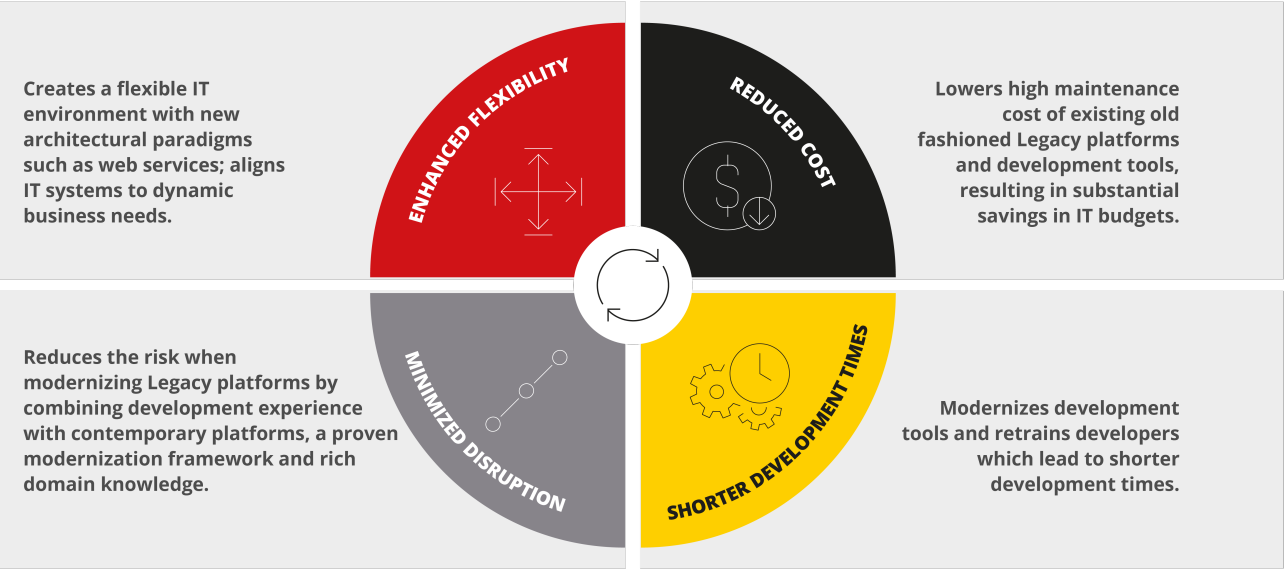 Creates a flexible IT
environment with new
architectural paradigms
such as web services; aligns
IT systems to dynamic
business needs.
ENHANCED FLEXIBILITY
REDUCED COST
$
Lowers high maintenance
cost of existing old
fashioned Legacy platforms
and development tools,
resulting in substantial
savings in IT budgets.
Reduces the risk when
modernizing Legacy platforms by
combining development experience
with contemporary platforms, a proven
modernization framework and rich
domain knowledge.
MINIMIZED DISRUPTION
SHORTER DEVELOPMENT TIMES
Modernizes development
tools and retrains developers
which lead to shorter
development times.